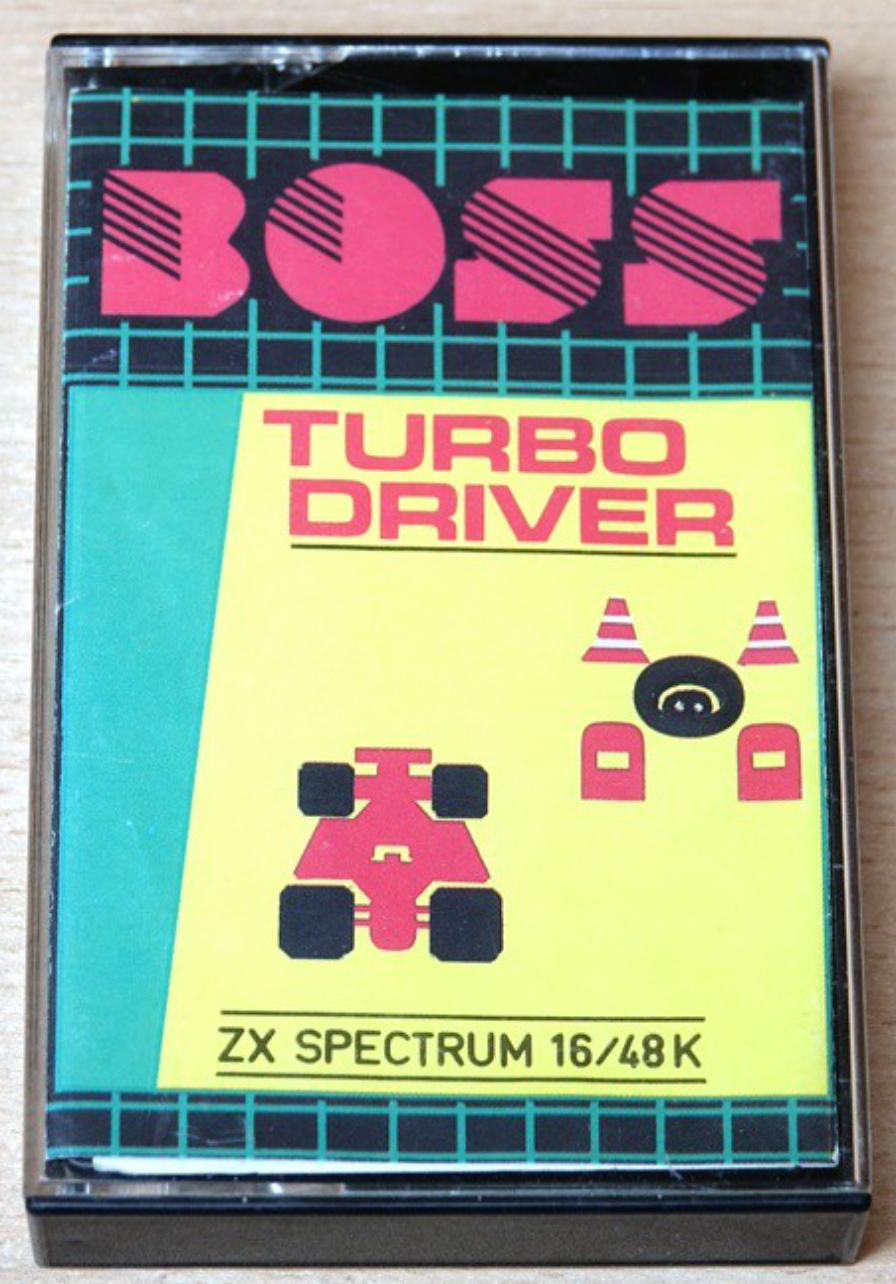 BOSS
TURBO
DRIVER
ZX SPECTRUM 16/48K